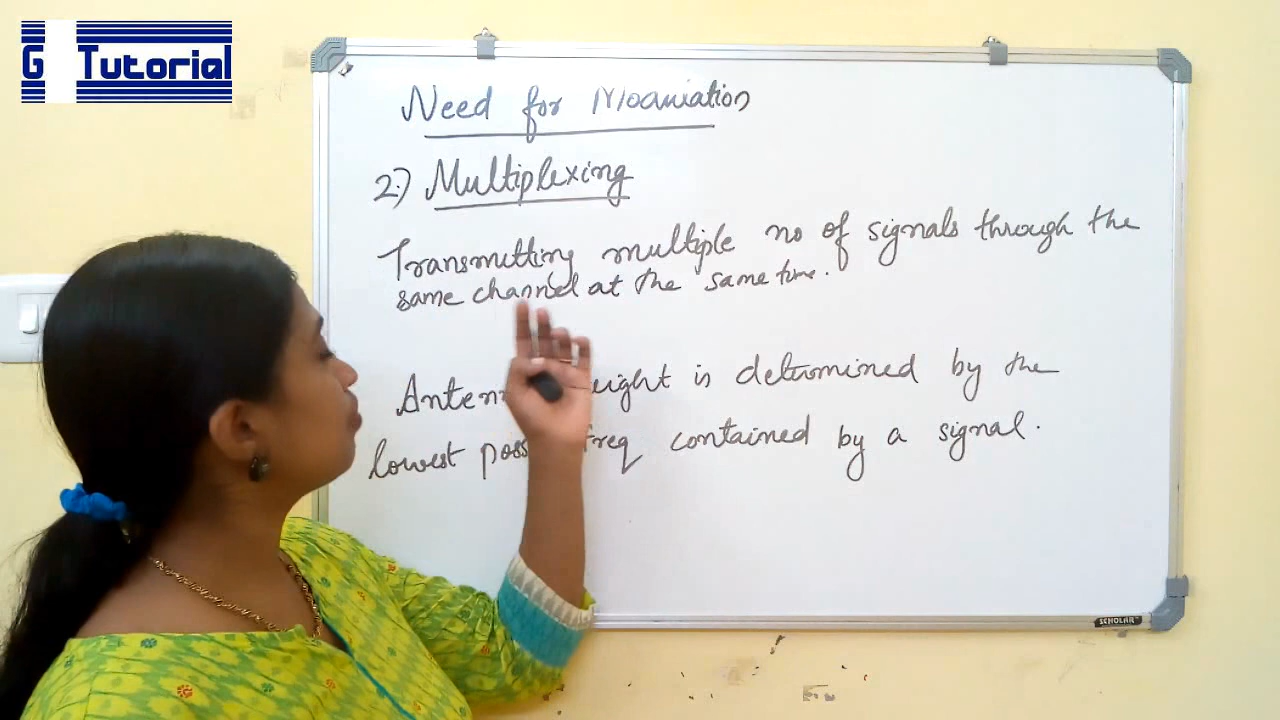 G Tutorial
Need for Modulation
2.) Multiplexing
Transmitting multiple no of signals through the
same channel at the same time.
height is determined by the
lowest freq contained by a signal.
SCHOLAR